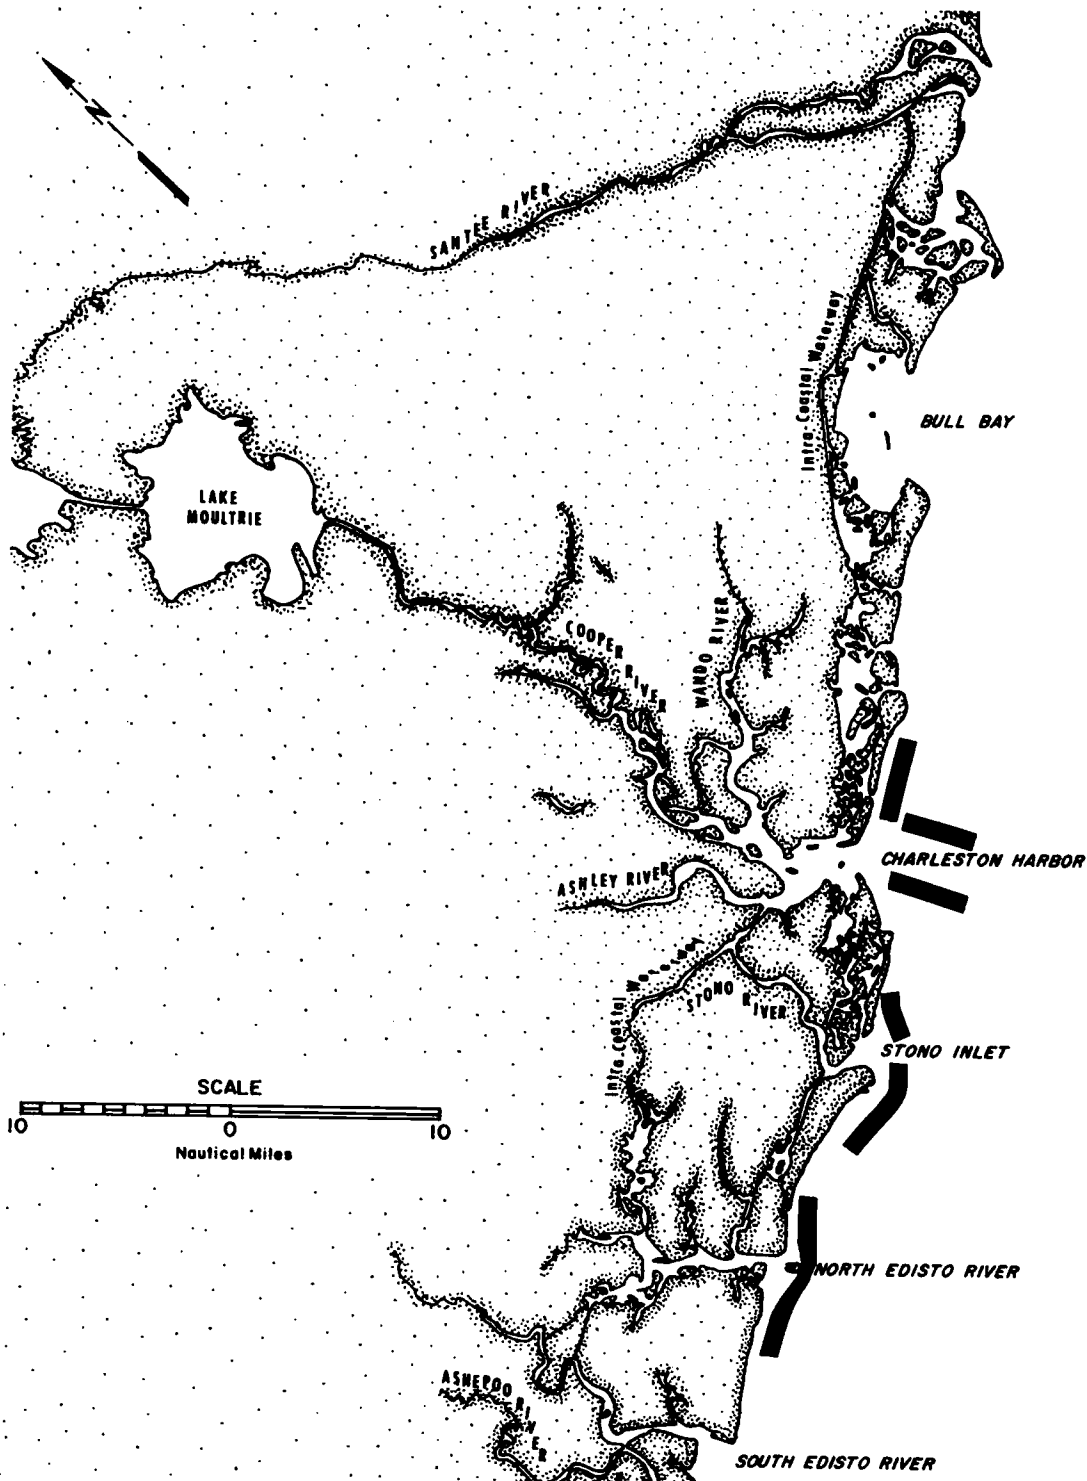 N
SANTEE RIVER
Intra-Coastal Waterway
BULL BAY
LAKE
MOULTRIE
COOPER RIVER
WANDO RIVER
CHARLESTON HARBOR
ASHLEY RIVER
Intra-Coastal Waterway
STONO RIVER
STONO INLET
SCALE
10 0 10
Nautical Miles
NORTH EDISTO RIVER
ASHEPOO RIVER
SOUTH EDISTO RIVER